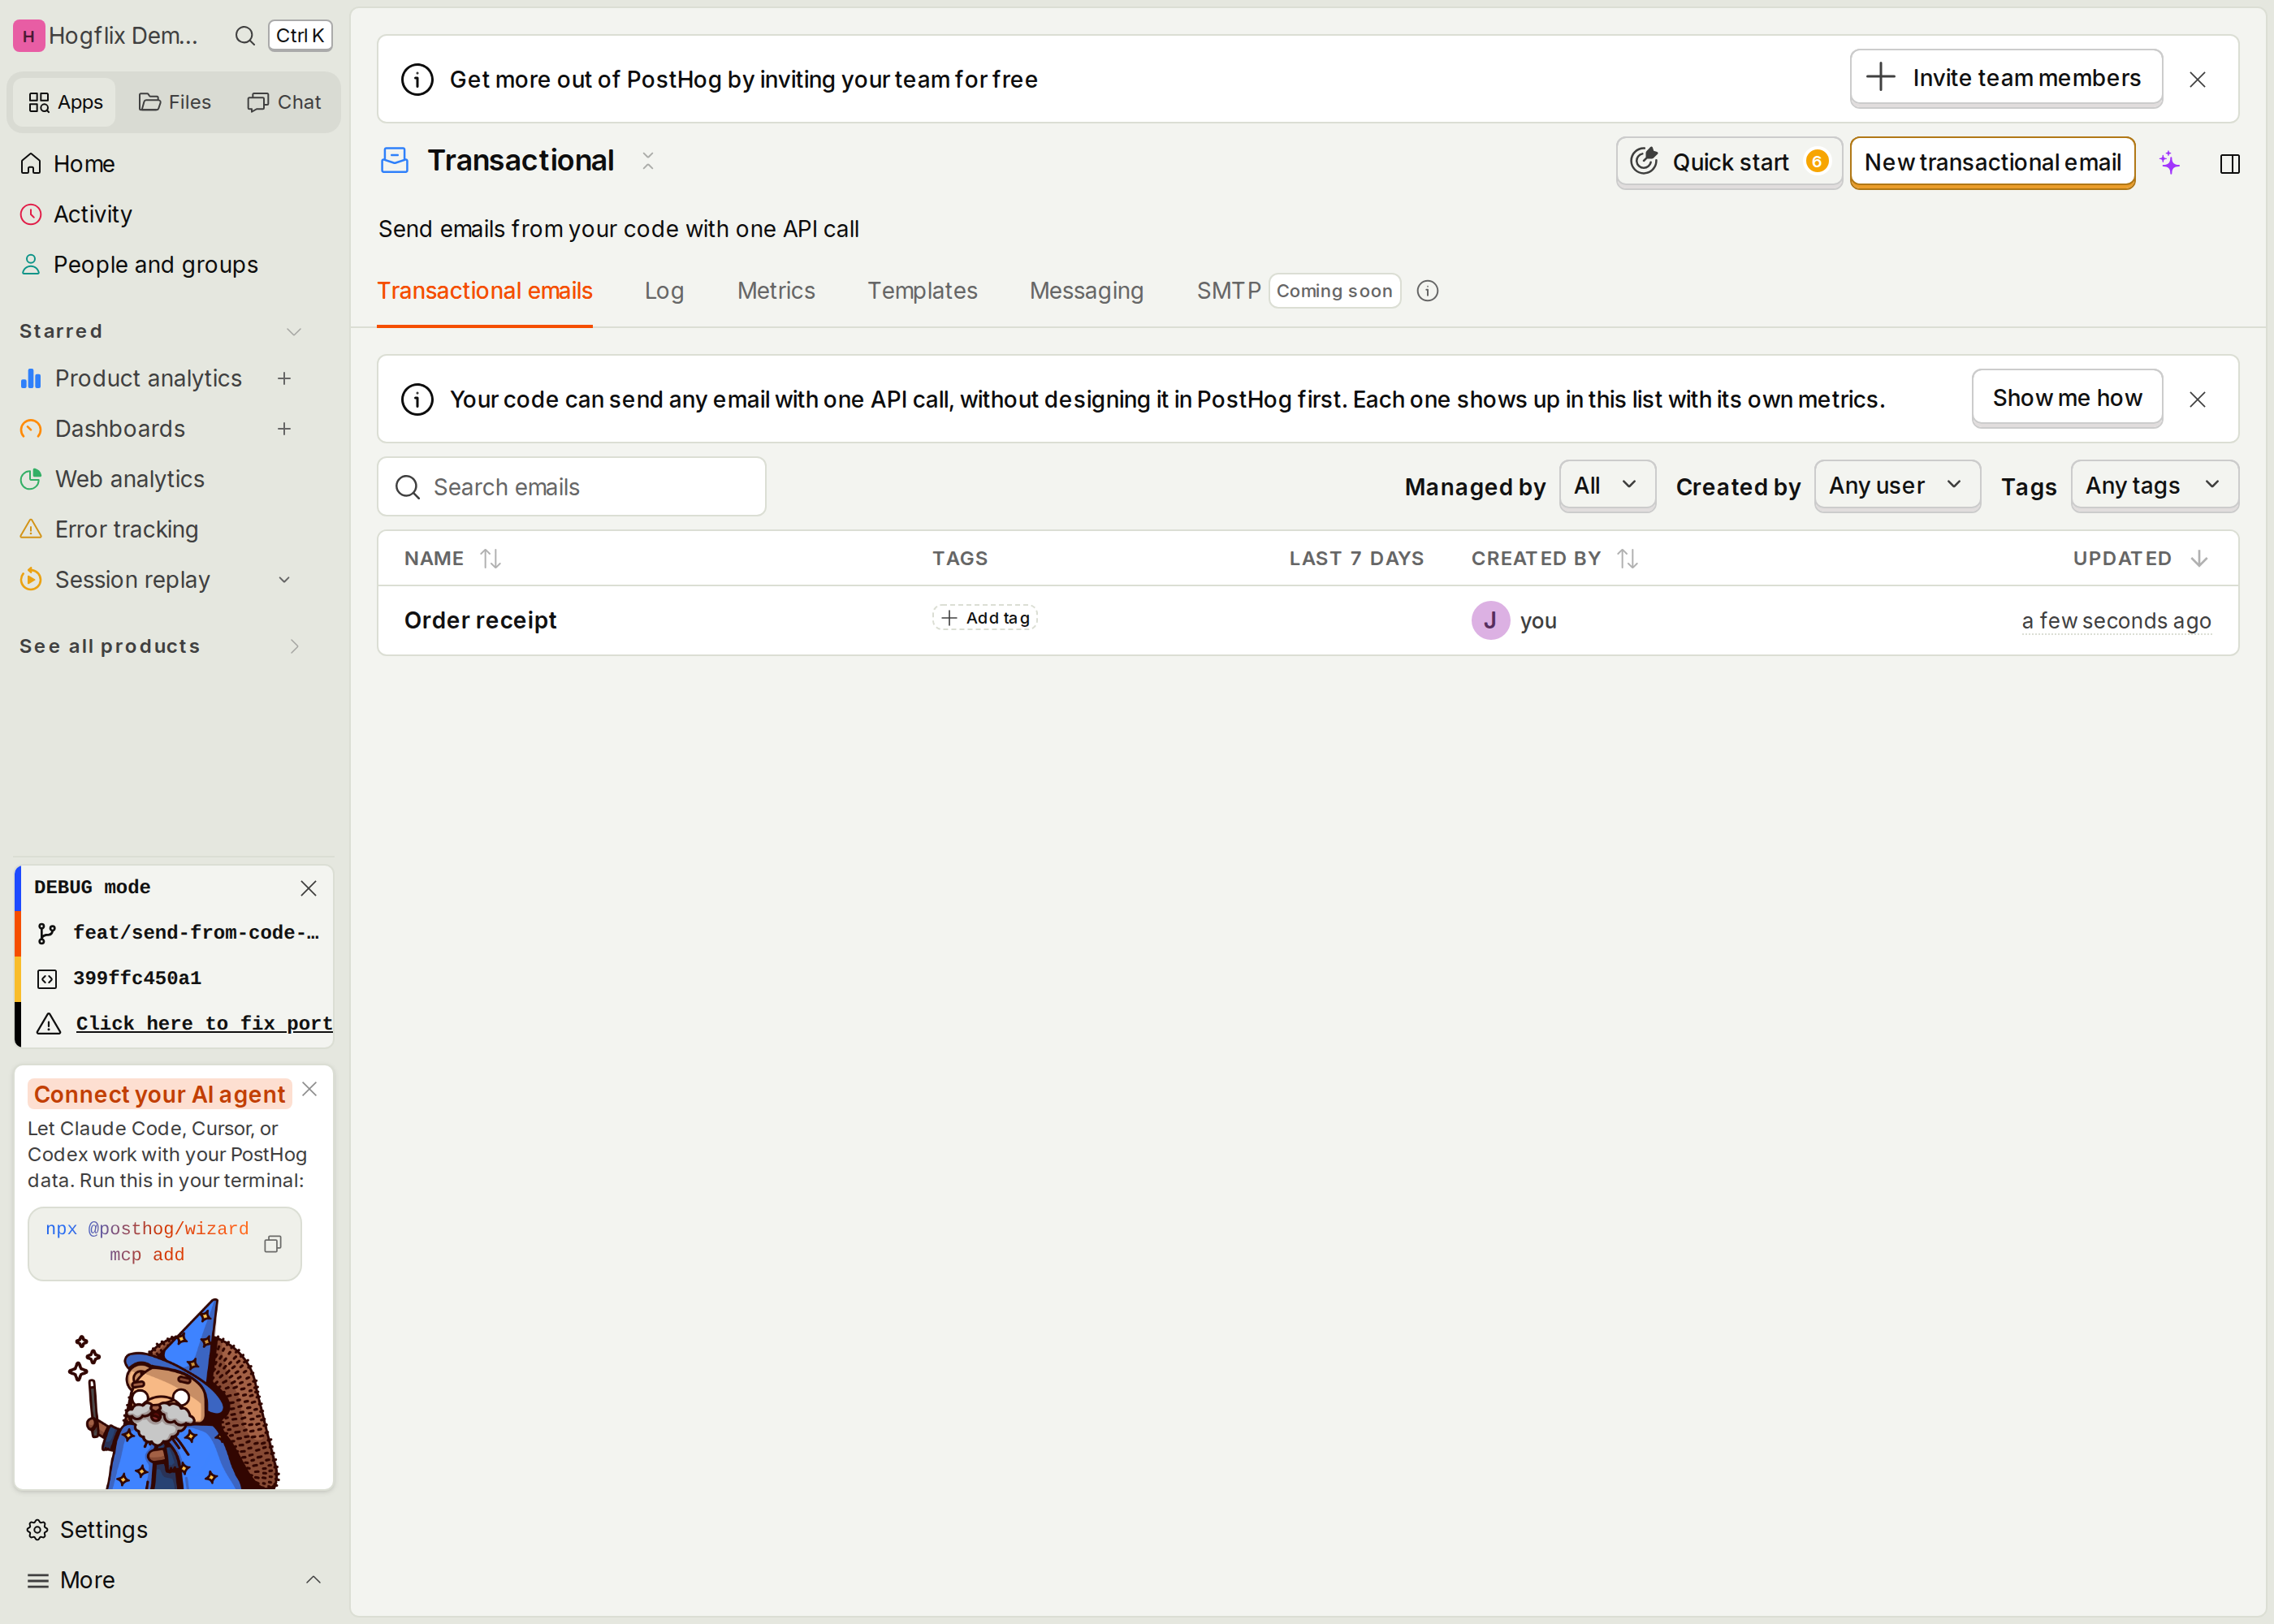 H Hogflix Dem... Ctrl K
Apps Files Chat
Home
Activity
People and groups
Starred
Product analytics
Dashboards
Web analytics
Error tracking
Session replay
See all products
DEBUG mode
feat/send-from-code-…
399ffc450a1
Click here to fix port
Connect your AI agent
Let Claude Code, Cursor, or
Codex work with your PostHog
data. Run this in your terminal:
npx @posthog/wizard
mcp add
Settings
More
Get more out of PostHog by inviting your team for free
Invite team members
Transactional
Quick start 6
New transactional email
Send emails from your code with one API call
Transactional emails Log Metrics Templates Messaging SMTP Coming soon
Your code can send any email with one API call, without designing it in PostHog first. Each one shows up in this list with its own metrics.
Show me how
Search emails
Managed by All Created by Any user Tags Any tags
NAME TAGS LAST 7 DAYS CREATED BY UPDATED
Order receipt Add tag J you a few seconds ago